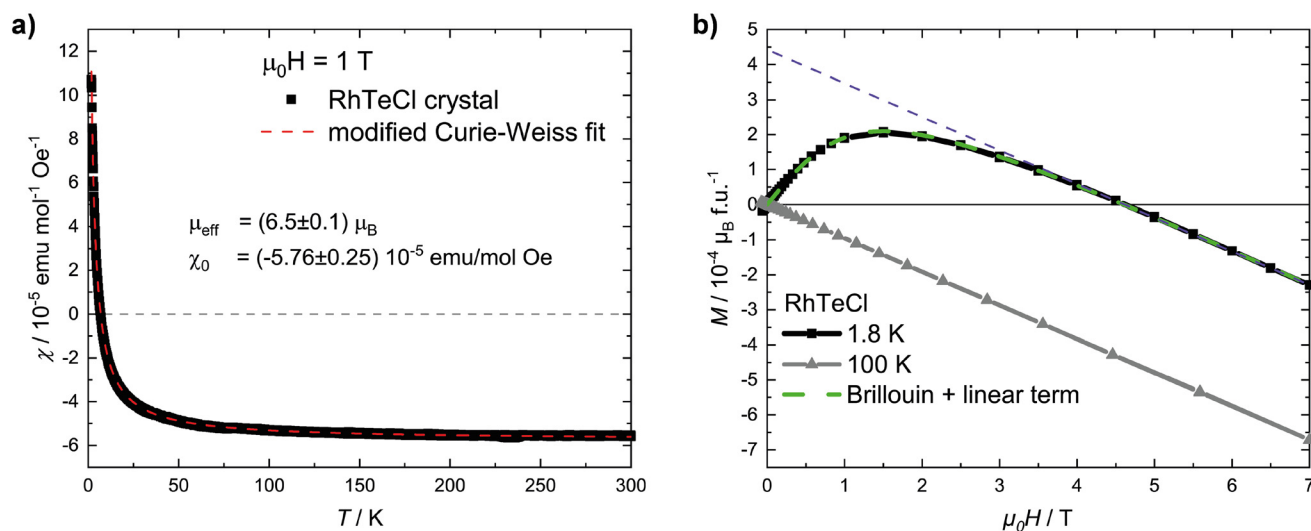 a)
μ₀H = 1 T
RhTeCl crystal
modified Curie-Weiss fit
μeff = (6.5±0.1) μB
χ₀ = (-5.76±0.25) 10⁻⁵ emu/mol Oe
χ / 10⁻⁵ emu mol⁻¹ Oe⁻¹
12
10
8
6
4
2
0
-2
-4
-6
0 50 100 150 200 250 300
T / K
b)
M / 10⁻⁴ μB f.u.⁻¹
5
4
3
2
1
0
-1
-2
-3
-4
-5
-6
-7
RhTeCl
1.8 K
100 K
Brillouin + linear term
0 1 2 3 4 5 6 7
μ₀H / T